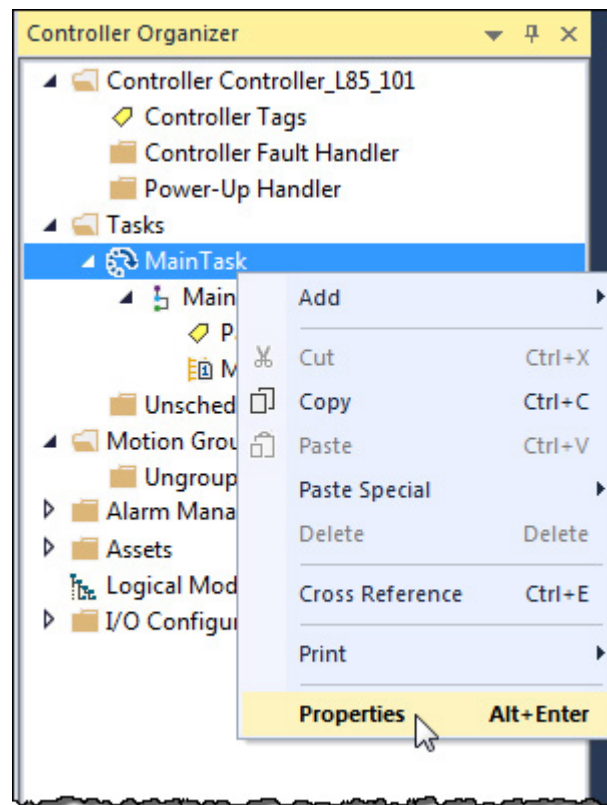 Controller Organizer
Controller Controller_L85_101
Controller Tags
Controller Fault Handler
Power-Up Handler
Tasks
MainTask
Main
P
1 M
Unsched
Motion Grou
Ungroup
Alarm Mana
Assets
Logical Mod
I/O Configu
Add
Cut Ctrl+X
Copy Ctrl+C
Paste Ctrl+V
Paste Special
Delete Delete
Cross Reference Ctrl+E
Print
Properties Alt+Enter